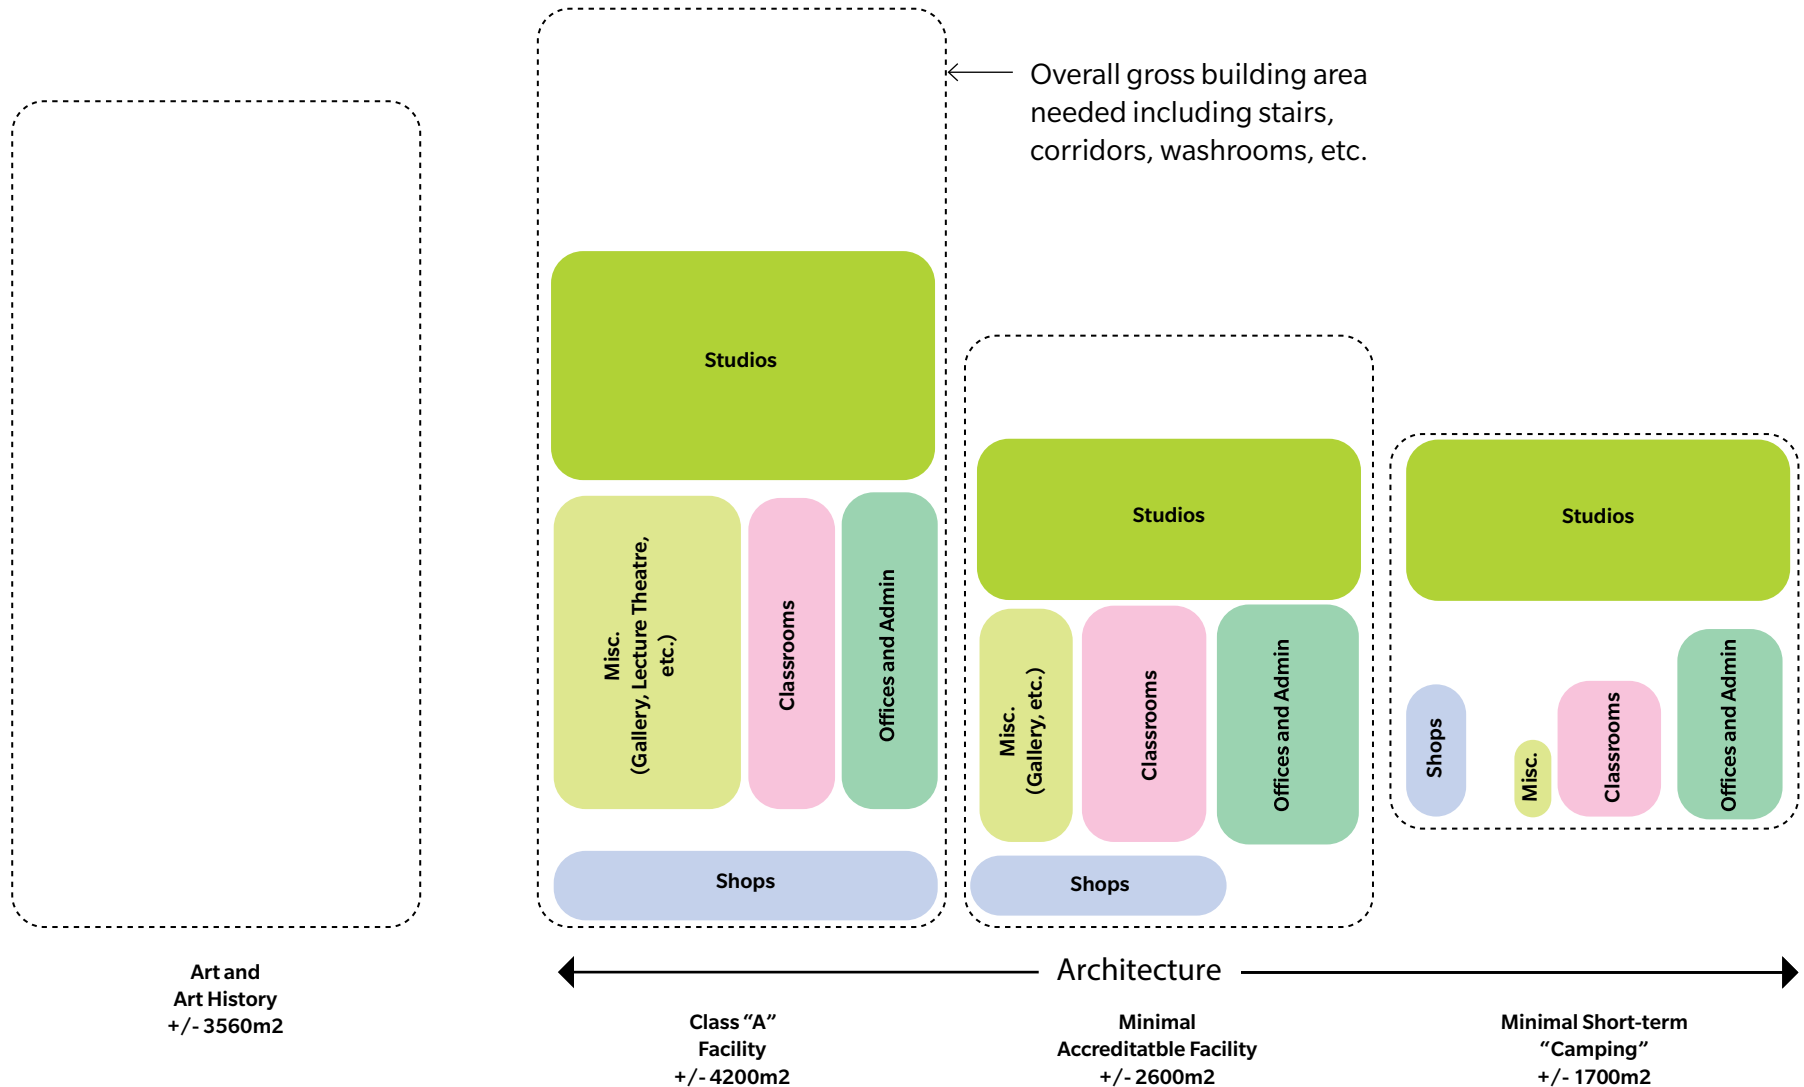 Overall gross building area
needed including stairs,
corridors, washrooms, etc.
Studios
Misc.
(Gallery, Lecture Theatre,
etc.)
Classrooms
Offices and Admin
Shops
Studios
Misc.
(Gallery, etc.)
Classrooms
Offices and Admin
Shops
Studios
Shops
Misc.
Classrooms
Offices and Admin
Art and
Art History
+/- 3560m2
Architecture
Class “A”
Facility
+/- 4200m2
Minimal
Accreditatble Facility
+/- 2600m2
Minimal Short-term
“Camping”
+/- 1700m2